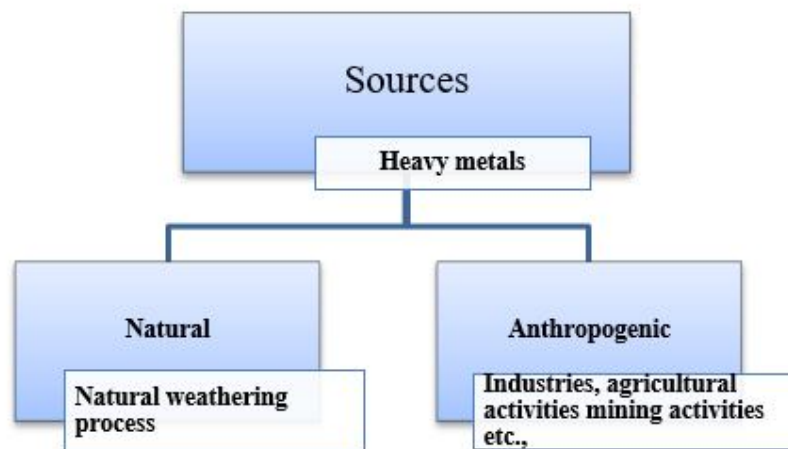 Sources
Heavy metals
Natural
Natural weathering
process
Anthropogenic
Industries, agricultural
activities mining activities
etc.,